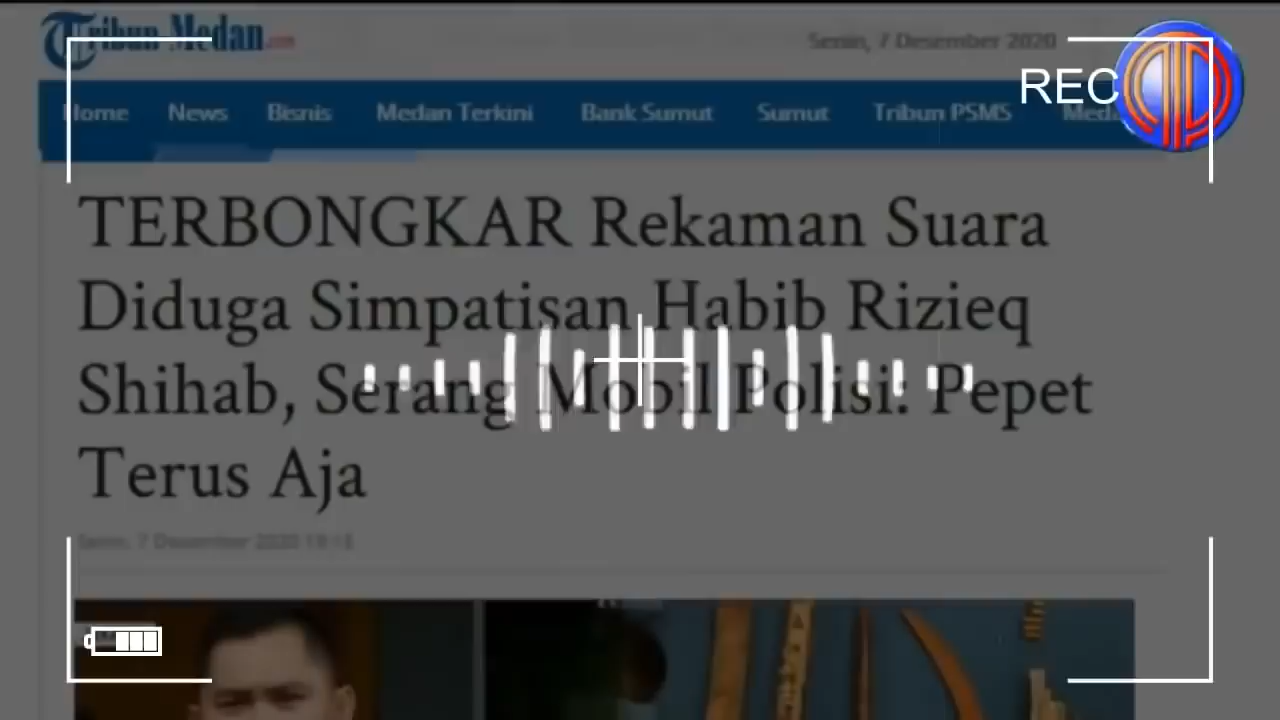 Tribun-Medan.com
Senin, 7 Desember 2020
REC
Home News Bisnis Medan Terkini Bank Sumut Sumut Tribun PSMS
TERBONGKAR Rekaman Suara
Diduga Simpatisan Habib Rizieq
Shihab, Serang Mobil Polisi: Pepet
Terus Aja
Senin, 7 Desember 2020